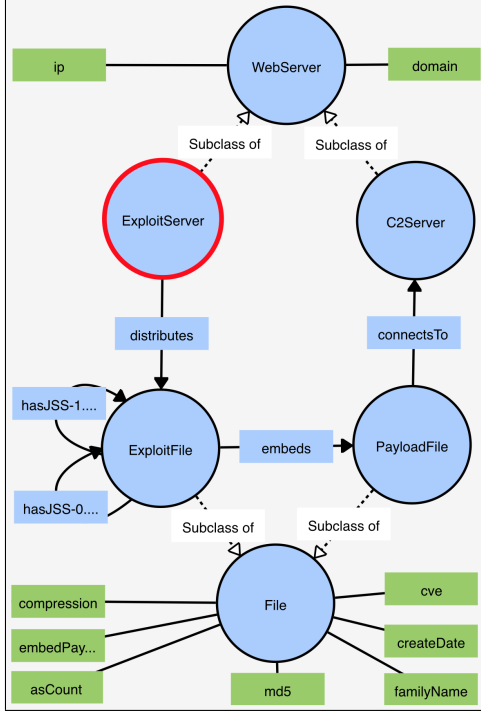 ip
WebServer
domain
Subclass of
Subclass of
ExploitServer
C2Server
distributes
connectsTo
hasJSS-1....
ExploitFile
embeds
PayloadFile
hasJSS-0....
Subclass of
Subclass of
compression
File
cve
embedPay...
createDate
asCount
md5
familyName